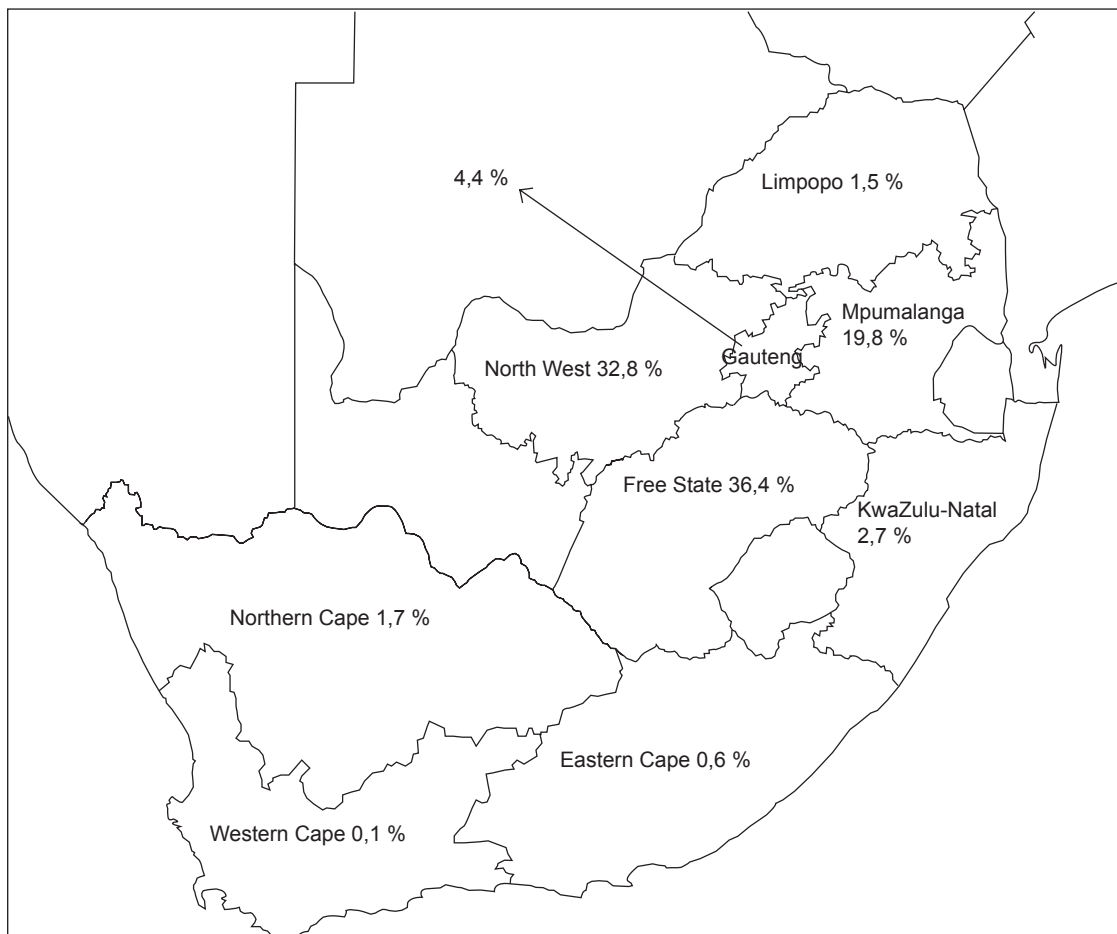 4,4 %
Limpopo 1,5 %
Mpumalanga
19,8 %
Gauteng
North West 32,8 %
Free State 36,4 %
KwaZulu-Natal
2,7 %
Northern Cape 1,7 %
Eastern Cape 0,6 %
Western Cape 0,1 %